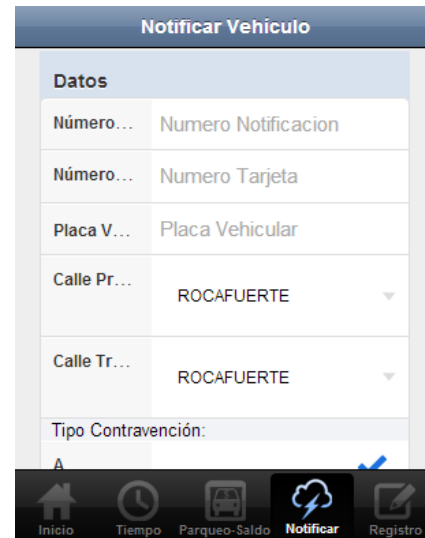 Notificar Vehículo
Datos
Número... Numero Notificacion
Número... Numero Tarjeta
Placa V... Placa Vehicular
Calle Pr... ROCAFUERTE
Calle Tr... ROCAFUERTE
Tipo Contravención:
A
Inicio Tiempo Parqueo-Saldo Notificar Registro